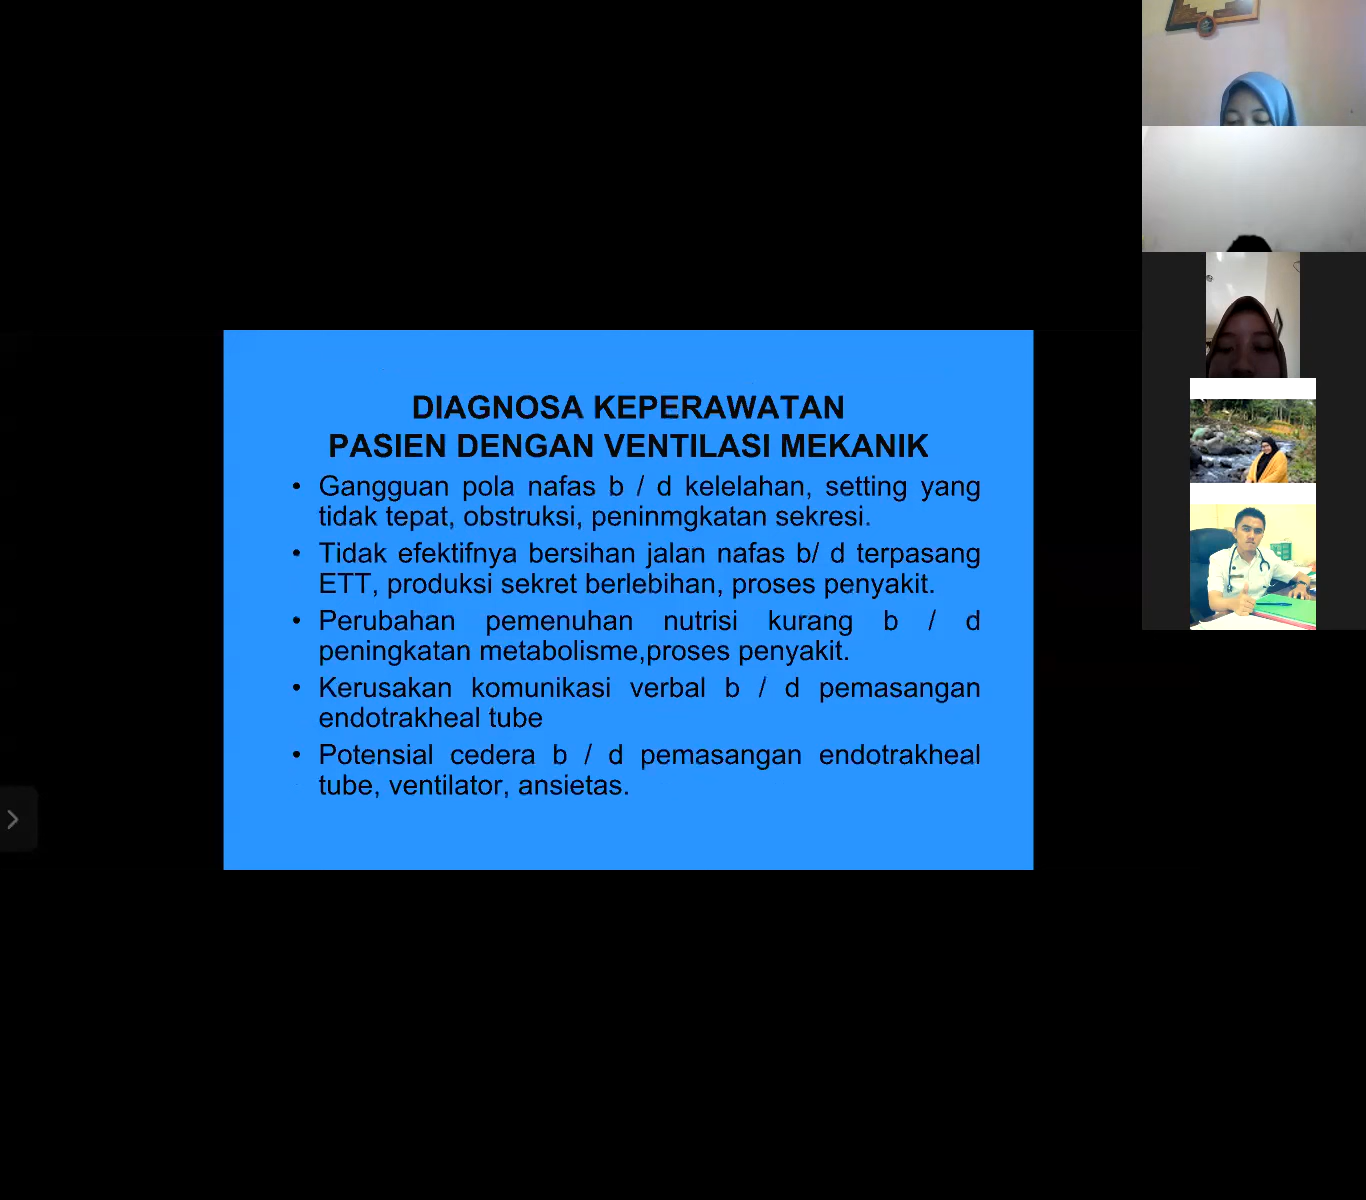 DIAGNOSA KEPERAWATAN
PASIEN DENGAN VENTILASI MEKANIK
• Gangguan pola nafas b / d kelelahan, setting yang
tidak tepat, obstruksi, peninmgkatan sekresi.
• Tidak efektifnya bersihan jalan nafas b/ d terpasang
ETT, produksi sekret berlebihan, proses penyakit.
• Perubahan pemenuhan nutrisi kurang b / d
peningkatan metabolisme,proses penyakit.
• Kerusakan komunikasi verbal b / d pemasangan
endotrakheal tube
• Potensial cedera b / d pemasangan endotrakheal
tube, ventilator, ansietas.